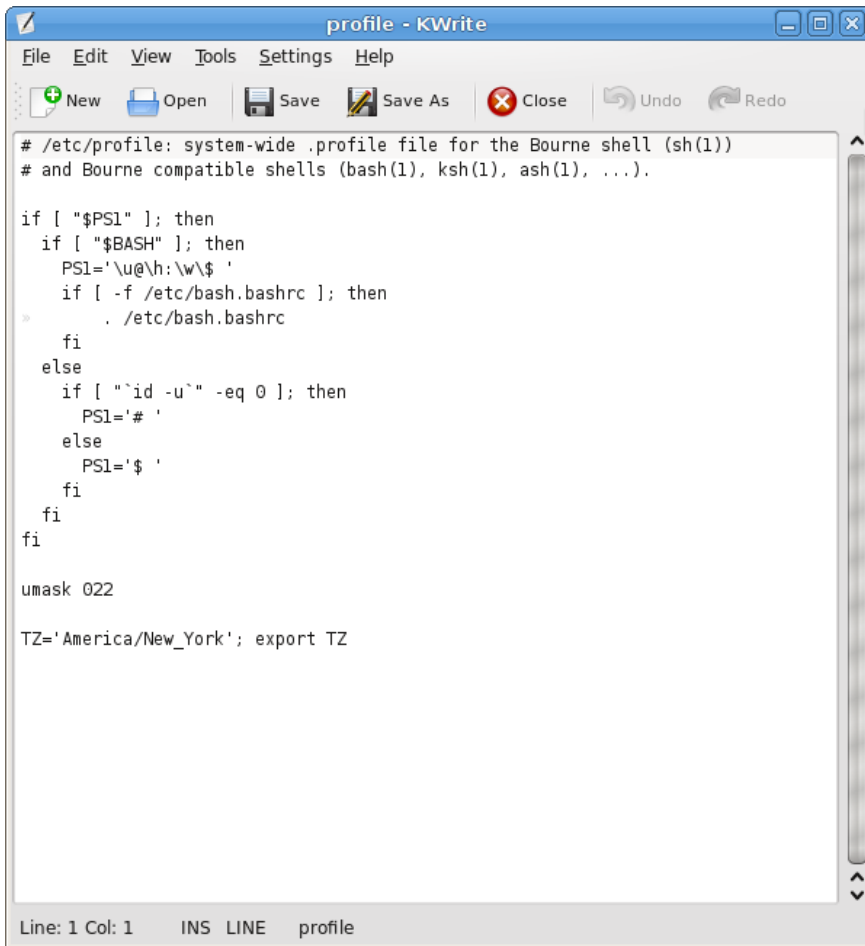 profile - KWrite
File Edit View Tools Settings Help
New Open Save Save As Close Undo Redo
# /etc/profile: system-wide .profile file for the Bourne shell (sh(1))
# and Bourne compatible shells (bash(1), ksh(1), ash(1), ...).

if [ "$PS1" ]; then
  if [ "$BASH" ]; then
    PS1='\u@\h:\w\$ '
    if [ -f /etc/bash.bashrc ]; then
»       . /etc/bash.bashrc
    fi
  else
    if [ "`id -u`" -eq 0 ]; then
      PS1='# '
    else
      PS1='$ '
    fi
  fi
fi

umask 022

TZ='America/New_York'; export TZ
Line: 1 Col: 1 INS LINE profile